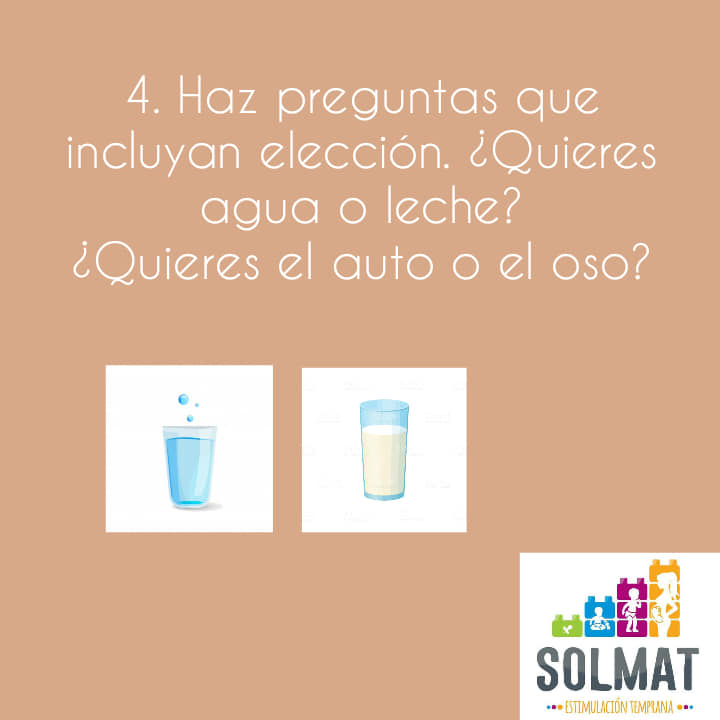 4. Haz preguntas que
incluyan elección. ¿Quieres
agua o leche?
¿Quieres el auto o el oso?
SOLMAT
ESTIMULACIÓN TEMPRANA